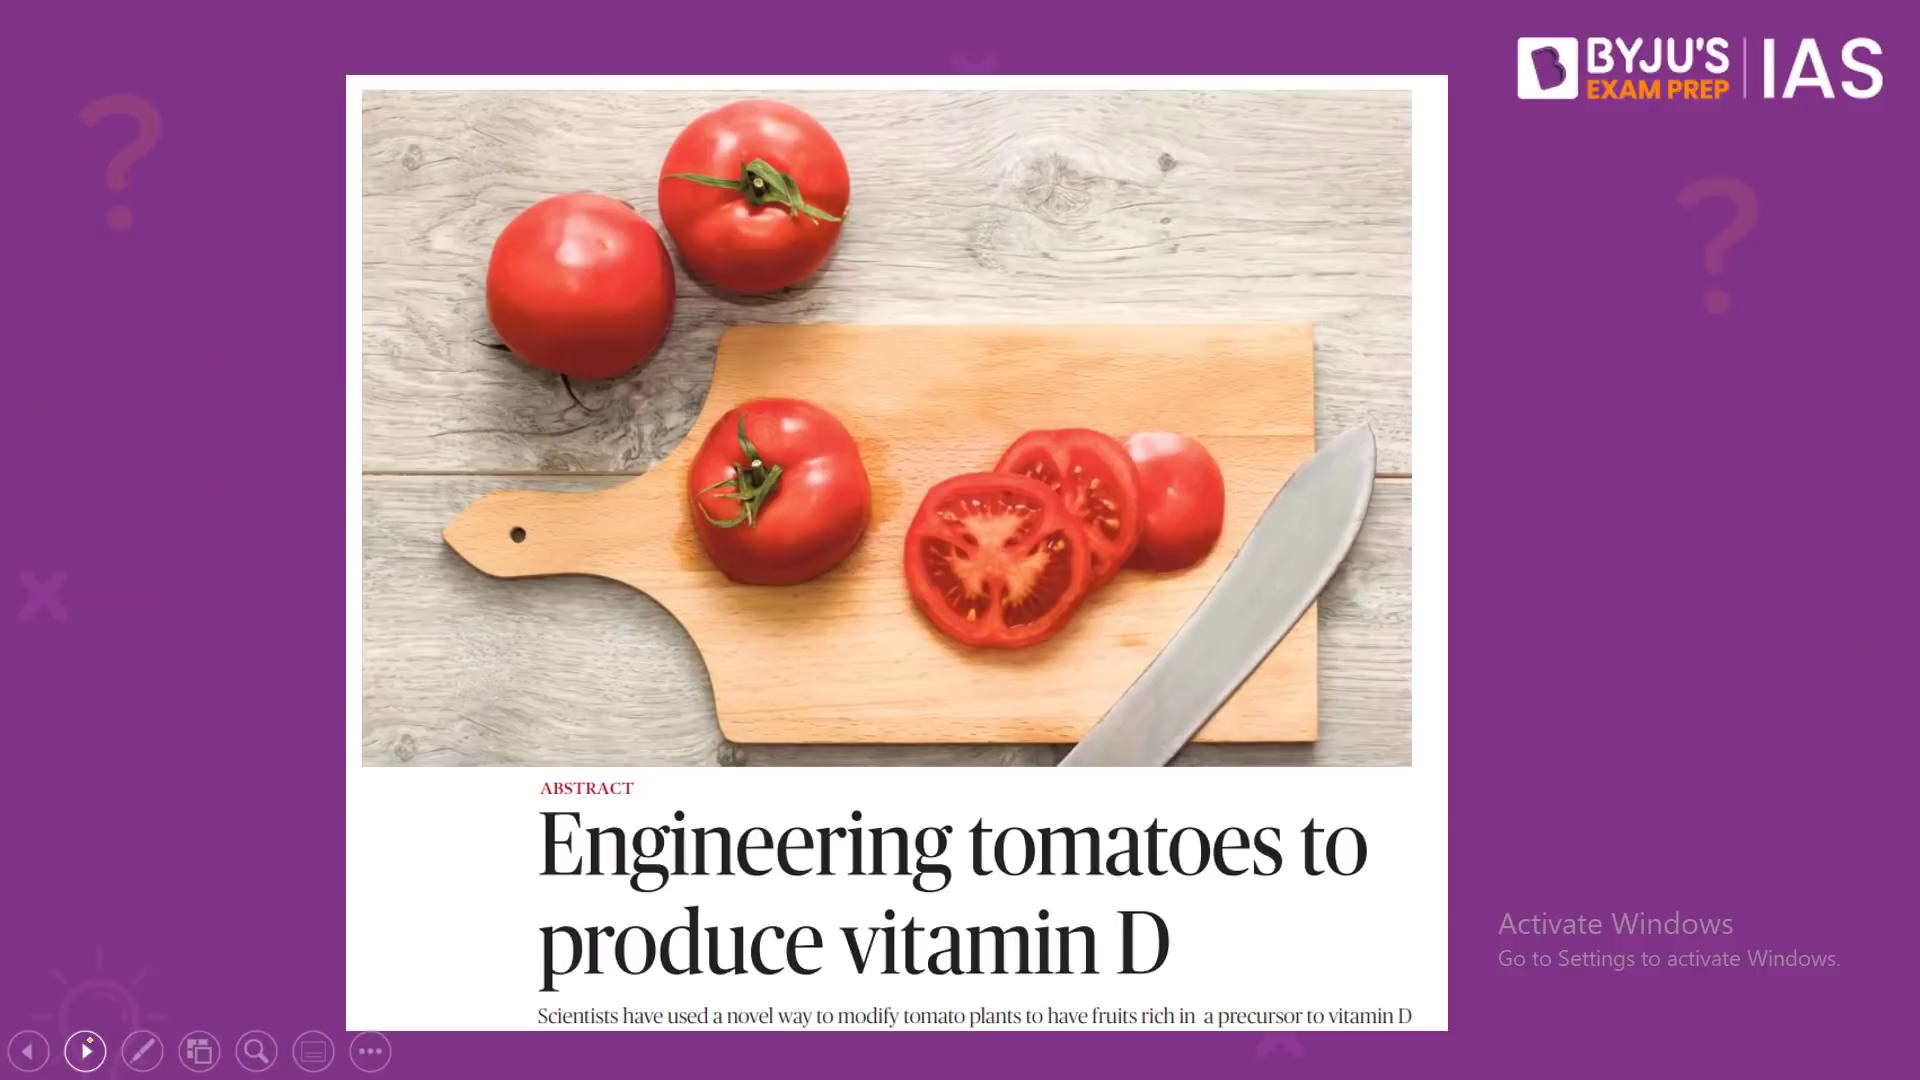 BYJU'S
EXAM PREP
IAS
ABSTRACT
Engineering tomatoes to
produce vitamin D
Scientists have used a novel way to modify tomato plants to have fruits rich in a precursor to vitamin D
Activate Windows
Go to Settings to activate Windows.